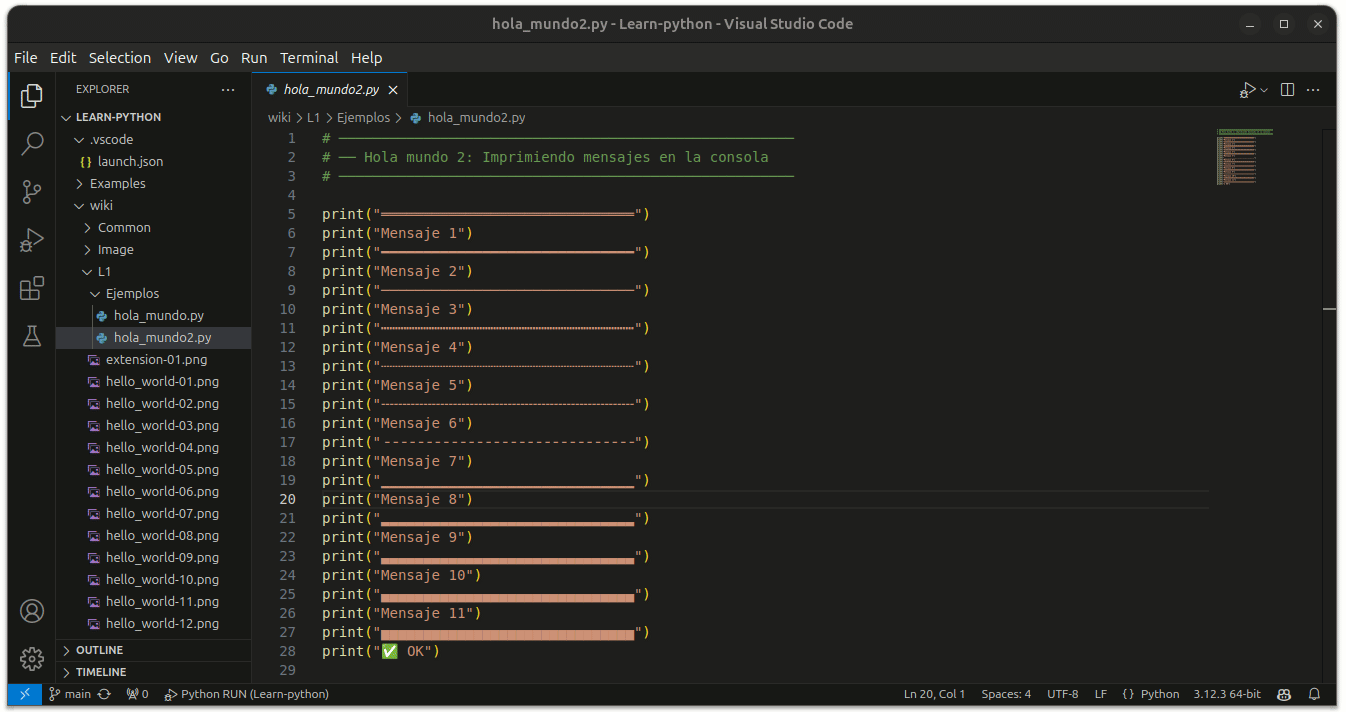 hola_mundo2.py - Learn-python - Visual Studio Code
File Edit Selection View Go Run Terminal Help
EXPLORER
LEARN-PYTHON
.vscode
{} launch.json
Examples
wiki
Common
Image
L1
Ejemplos
hola_mundo.py
hola_mundo2.py
extension-01.png
hello_world-01.png
hello_world-02.png
hello_world-03.png
hello_world-04.png
hello_world-05.png
hello_world-06.png
hello_world-07.png
hello_world-08.png
hello_world-09.png
hello_world-10.png
hello_world-11.png
hello_world-12.png
OUTLINE
TIMELINE
hola_mundo2.py
wiki > L1 > Ejemplos > hola_mundo2.py
1 # ──────────────────────────────────────────────────────
2 # ── Hola mundo 2: Imprimiendo mensajes en la consola
3 # ──────────────────────────────────────────────────────
4
5 print("══════════════════════════════")
6 print("Mensaje 1")
7 print("━━━━━━━━━━━━━━━━━━━━━━━━━━━━━━")
8 print("Mensaje 2")
9 print("──────────────────────────────")
10 print("Mensaje 3")
11 print("┅┅┅┅┅┅┅┅┅┅┅┅┅┅┅┅┅┅┅┅┅┅┅┅┅┅┅┅┅┅")
12 print("Mensaje 4")
13 print("┈┈┈┈┈┈┈┈┈┈┈┈┈┈┈┈┈┈┈┈┈┈┈┈┈┈┈┈┈┈")
14 print("Mensaje 5")
15 print("┄┄┄┄┄┄┄┄┄┄┄┄┄┄┄┄┄┄┄┄┄┄┄┄┄┄┄┄┄┄")
16 print("Mensaje 6")
17 print("------------------------------")
18 print("Mensaje 7")
19 print("▁▁▁▁▁▁▁▁▁▁▁▁▁▁▁▁▁▁▁▁▁▁▁▁▁▁▁▁▁▁")
20 print("Mensaje 8")
21 print("▂▂▂▂▂▂▂▂▂▂▂▂▂▂▂▂▂▂▂▂▂▂▂▂▂▂▂▂▂▂")
22 print("Mensaje 9")
23 print("▃▃▃▃▃▃▃▃▃▃▃▃▃▃▃▃▃▃▃▃▃▃▃▃▃▃▃▃▃▃")
24 print("Mensaje 10")
25 print("▄▄▄▄▄▄▄▄▄▄▄▄▄▄▄▄▄▄▄▄▄▄▄▄▄▄▄▄▄▄")
26 print("Mensaje 11")
27 print("▅▅▅▅▅▅▅▅▅▅▅▅▅▅▅▅▅▅▅▅▅▅▅▅▅▅▅▅▅▅")
28 print("✅ OK")
29
main 0 Python RUN (Learn-python) Ln 20, Col 1 Spaces: 4 UTF-8 LF {} Python 3.12.3 64-bit